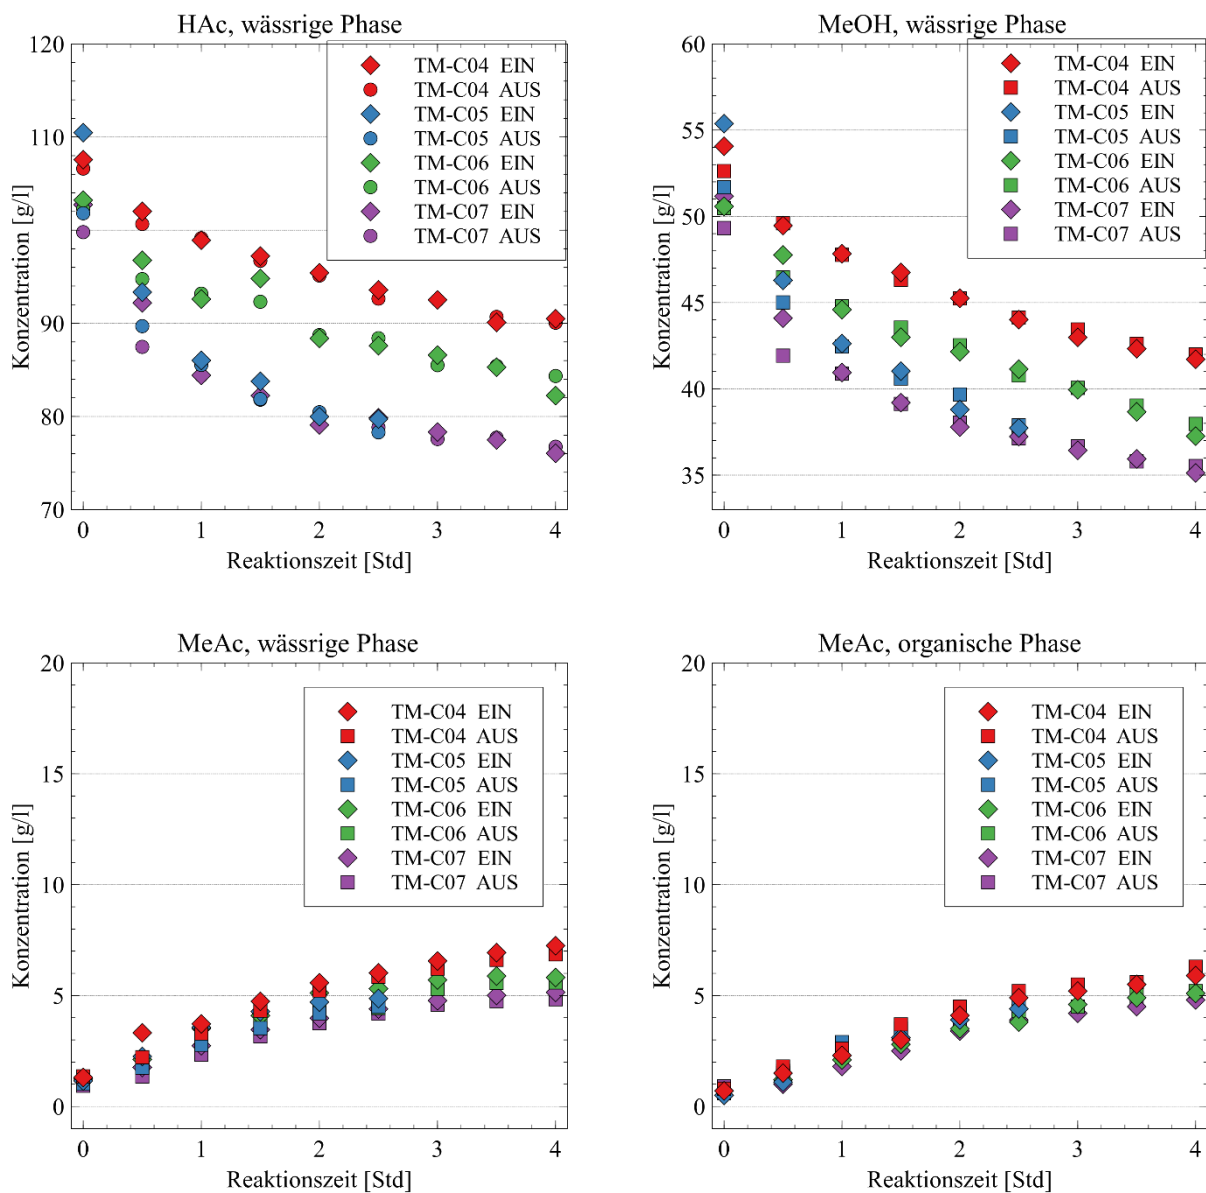 HAc, wässrige Phase
120
110
90
80
70
Konzentration [g/l]
0 1 2 3 4
Reaktionszeit [Std]
TM-C04 EIN
TM-C04 AUS
TM-C05 EIN
TM-C05 AUS
TM-C06 EIN
TM-C06 AUS
TM-C07 EIN
TM-C07 AUS
MeOH, wässrige Phase
60
55
50
45
40
35
Konzentration [g/l]
0 1 2 3 4
Reaktionszeit [Std]
TM-C04 EIN
TM-C04 AUS
TM-C05 EIN
TM-C05 AUS
TM-C06 EIN
TM-C06 AUS
TM-C07 EIN
TM-C07 AUS
MeAc, wässrige Phase
20
15
10
5
0
Konzentration [g/l]
0 1 2 3 4
Reaktionszeit [Std]
TM-C04 EIN
TM-C04 AUS
TM-C05 EIN
TM-C05 AUS
TM-C06 EIN
TM-C06 AUS
TM-C07 EIN
TM-C07 AUS
MeAc, organische Phase
20
15
10
5
0
Konzentration [g/l]
0 1 2 3 4
Reaktionszeit [Std]
TM-C04 EIN
TM-C04 AUS
TM-C05 EIN
TM-C05 AUS
TM-C06 EIN
TM-C06 AUS
TM-C07 EIN
TM-C07 AUS